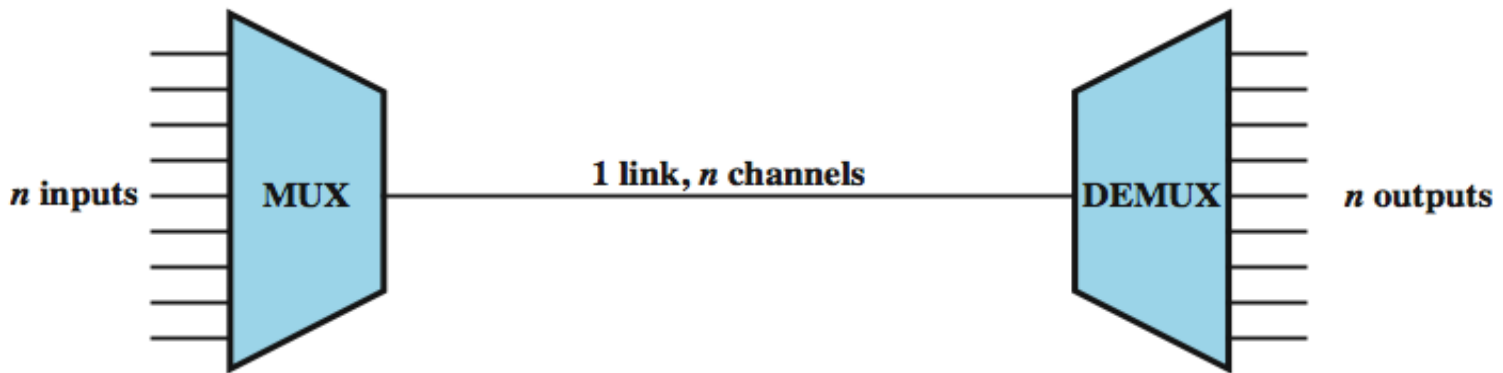 n inputs
MUX
1 link, n channels
DEMUX
n outputs